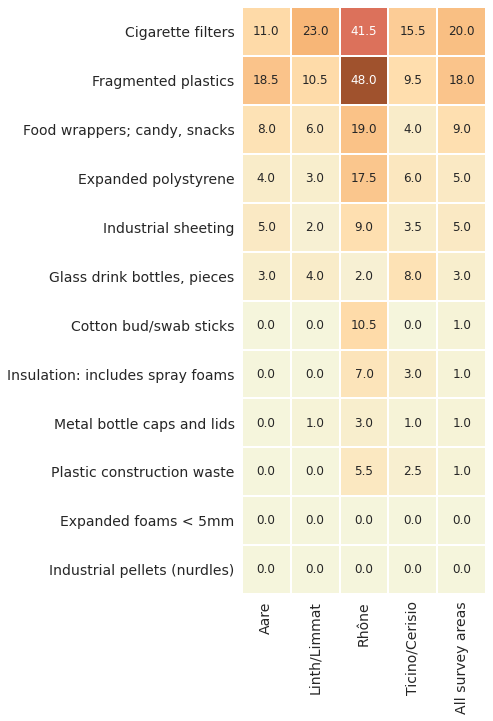 Cigarette filters 11.0 23.0 41.5 15.5 20.0
Fragmented plastics 18.5 10.5 48.0 9.5 18.0
Food wrappers; candy, snacks 8.0 6.0 19.0 4.0 9.0
Expanded polystyrene 4.0 3.0 17.5 6.0 5.0
Industrial sheeting 5.0 2.0 9.0 3.5 5.0
Glass drink bottles, pieces 3.0 4.0 2.0 8.0 3.0
Cotton bud/swab sticks 0.0 0.0 10.5 0.0 1.0
Insulation: includes spray foams 0.0 0.0 7.0 3.0 1.0
Metal bottle caps and lids 0.0 1.0 3.0 1.0 1.0
Plastic construction waste 0.0 0.0 5.5 2.5 1.0
Expanded foams < 5mm 0.0 0.0 0.0 0.0 0.0
Industrial pellets (nurdles) 0.0 0.0 0.0 0.0 0.0
Aare
Linth/Limmat
Rhône
Ticino/Cerisio
All survey areas